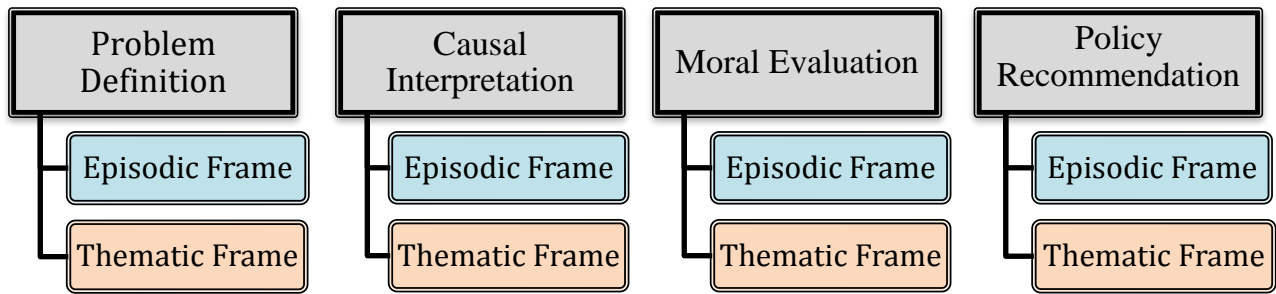 Problem
Definition
Episodic Frame
Thematic Frame
Causal
Interpretation
Episodic Frame
Thematic Frame
Moral Evaluation
Episodic Frame
Thematic Frame
Policy
Recommendation
Episodic Frame
Thematic Frame